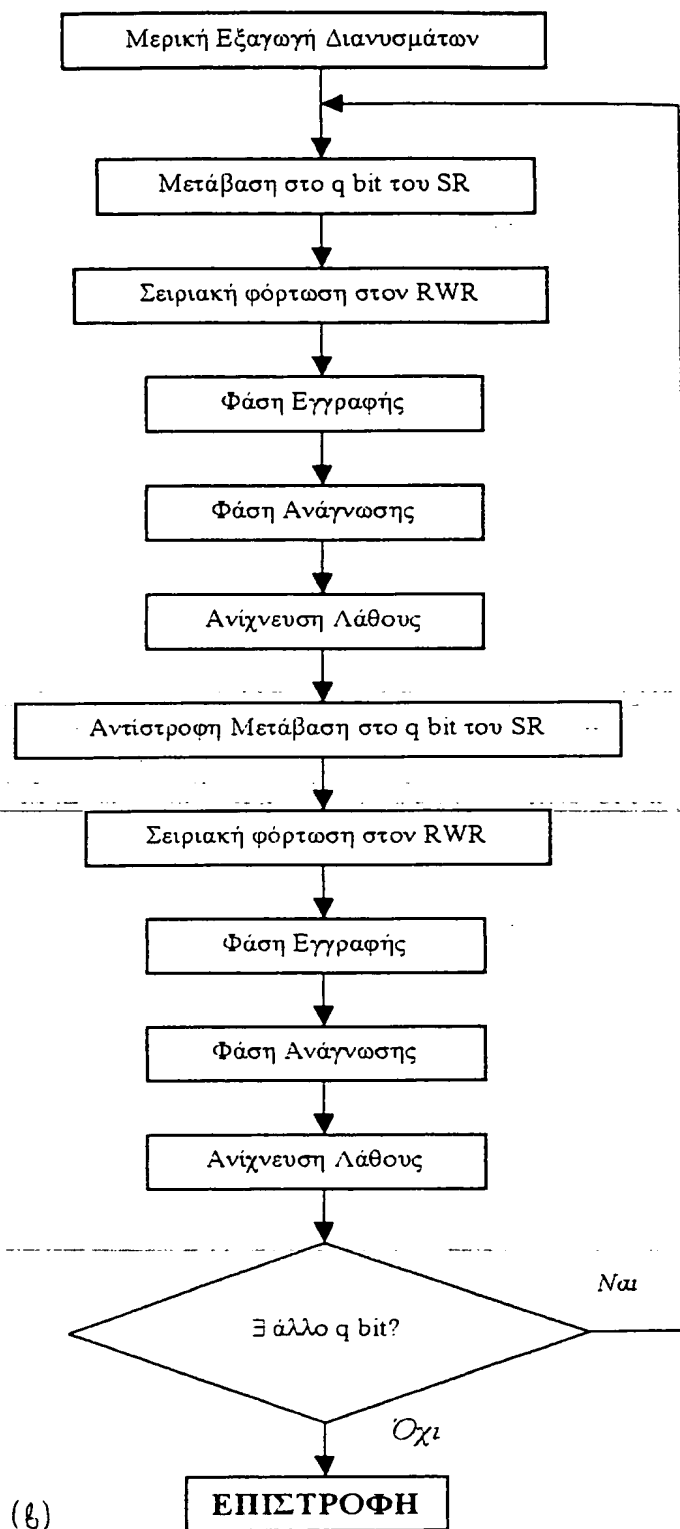 Μερική Εξαγωγή Διανυσμάτων
Μετάβαση στο q bit του SR
Σειριακή φόρτωση στον RWR
Φάση Εγγραφής
Φάση Ανάγνωσης
Ανίχνευση Λάθους
Αντίστροφη Μετάβαση στο q bit του SR
Σειριακή φόρτωση στον RWR
Φάση Εγγραφής
Φάση Ανάγνωσης
Ανίχνευση Λάθους
Ναι
∃ άλλο q bit?
Όχι
(β) ΕΠΙΣΤΡΟΦΗ